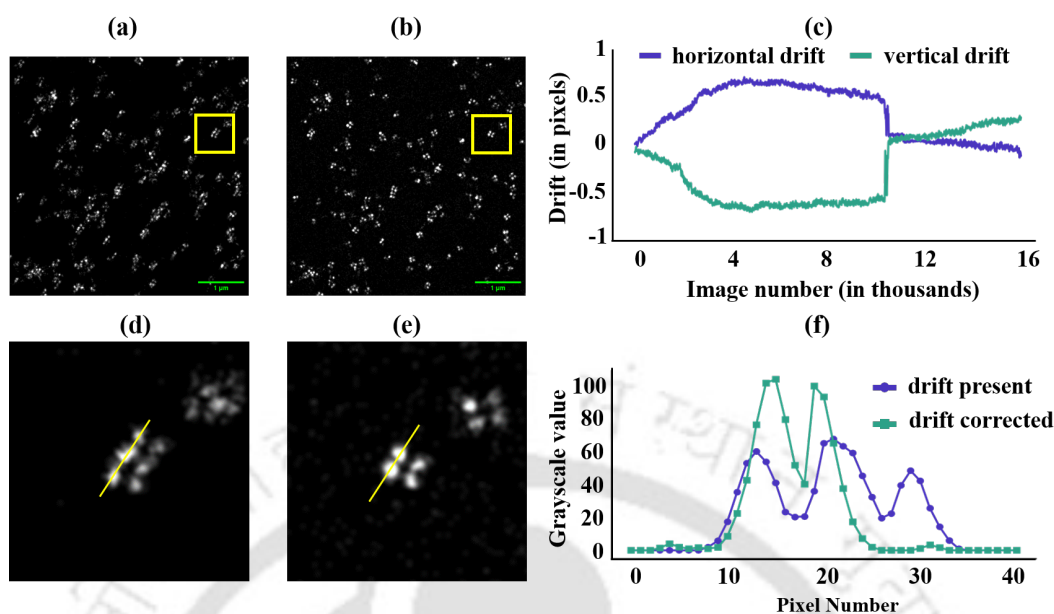 (a)
(b)
(c)
1 μm
1 μm
horizontal drift
vertical drift
Drift (in pixels)
1
0.5
0
-0.5
-1
0 4 8 12 16
Image number (in thousands)
(d)
(e)
(f)
drift present
drift corrected
Grayscale value
100
80
60
40
20
0
0 10 20 30 40
Pixel Number